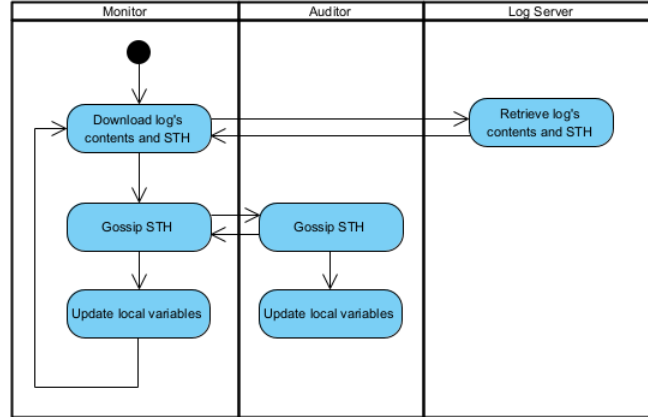 Monitor
Auditor
Log Server
Download log's
contents and STH
Retrieve log's
contents and STH
Gossip STH
Gossip STH
Update local variables
Update local variables